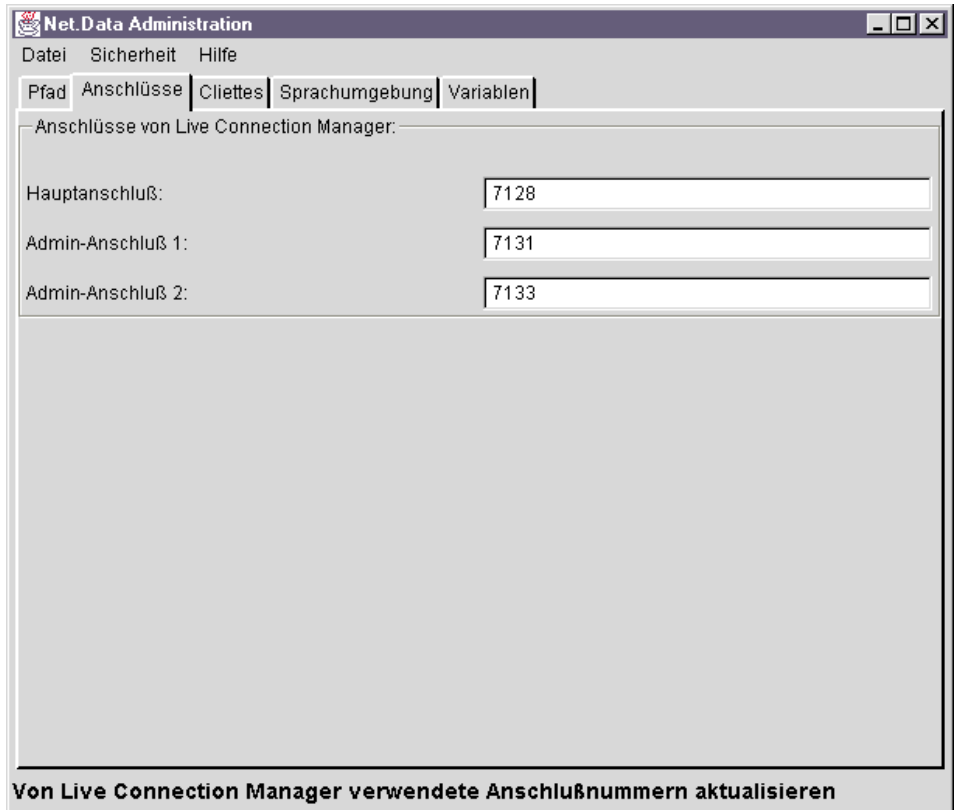 Net.Data Administration
Datei Sicherheit Hilfe
Pfad Anschlüsse Cliettes Sprachumgebung Variablen
Anschlüsse von Live Connection Manager:
Hauptanschluß: 7128
Admin-Anschluß 1: 7131
Admin-Anschluß 2: 7133
Von Live Connection Manager verwendete Anschlußnummern aktualisieren